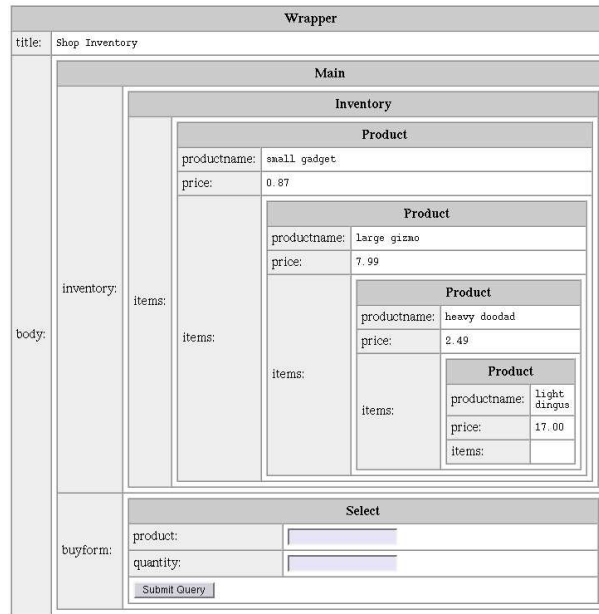 Wrapper
title: Shop Inventory
Main
Inventory
Product
productname: small gadget
price: 0.87
Product
productname: large gizmo
price: 7.99
Product
inventory:
items:
productname: heavy doodad
price: 2.49
body:
items:
Product
items:
productname: light
dingus
items:
price: 17.00
items:
Select
product:
buyform:
quantity:
Submit Query